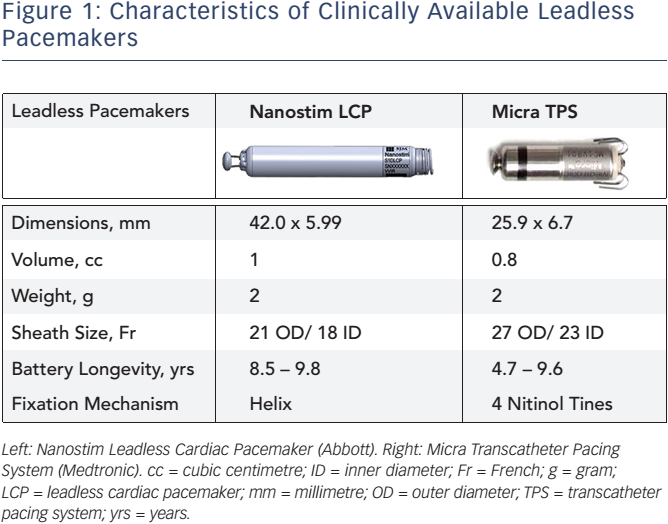 Figure 1: Characteristics of Clinically Available Leadless
Pacemakers
Leadless Pacemakers Nanostim LCP Micra TPS
Nanostim
S1DLCP
Dimensions, mm 42.0 x 5.99 25.9 x 6.7
Volume, cc 1 0.8
Weight, g 2 2
Sheath Size, Fr 21 OD/ 18 ID 27 OD/ 23 ID
Battery Longevity, yrs 8.5 – 9.8 4.7 – 9.6
Fixation Mechanism Helix 4 Nitinol Tines
Left: Nanostim Leadless Cardiac Pacemaker (Abbott). Right: Micra Transcatheter Pacing
System (Medtronic). cc = cubic centimetre; ID = inner diameter; Fr = French; g = gram;
LCP = leadless cardiac pacemaker; mm = millimetre; OD = outer diameter; TPS = transcatheter
pacing system; yrs = years.